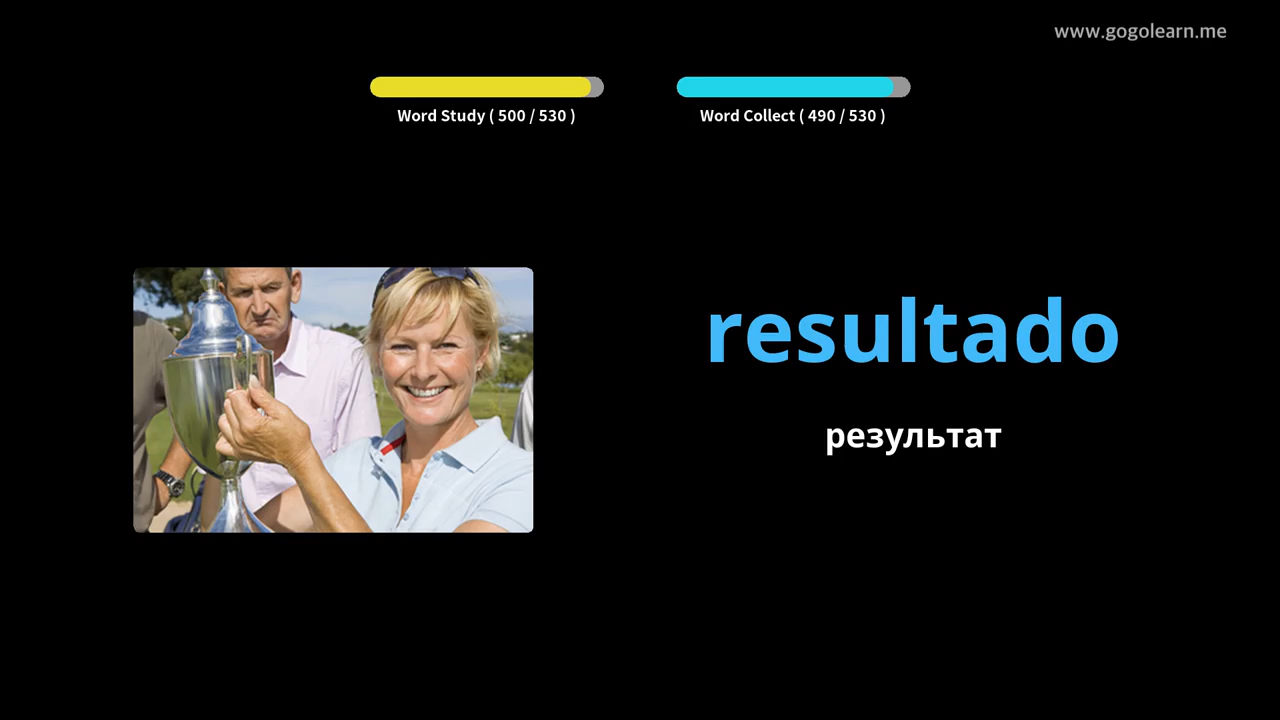 www.gogolearn.me
Word Study ( 500 / 530 )
Word Collect ( 490 / 530 )
resultado
результат